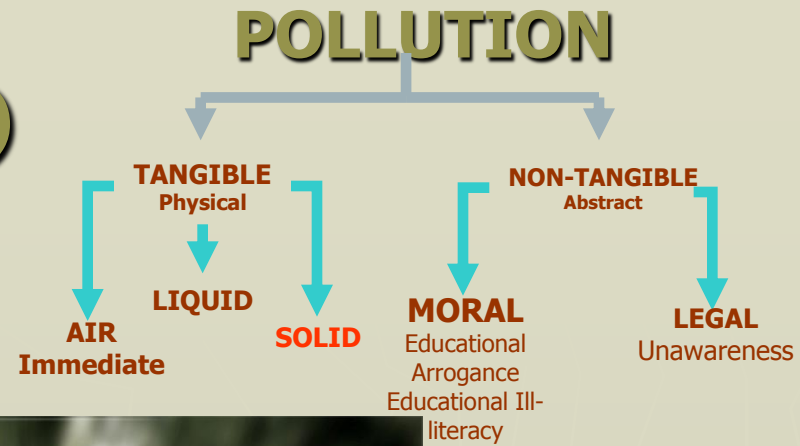 POLLUTION
TANGIBLE
Physical
NON-TANGIBLE
Abstract
LIQUID
AIR
Immediate
SOLID
MORAL
Educational
Arrogance
Educational Ill-
literacy
LEGAL
Unawareness